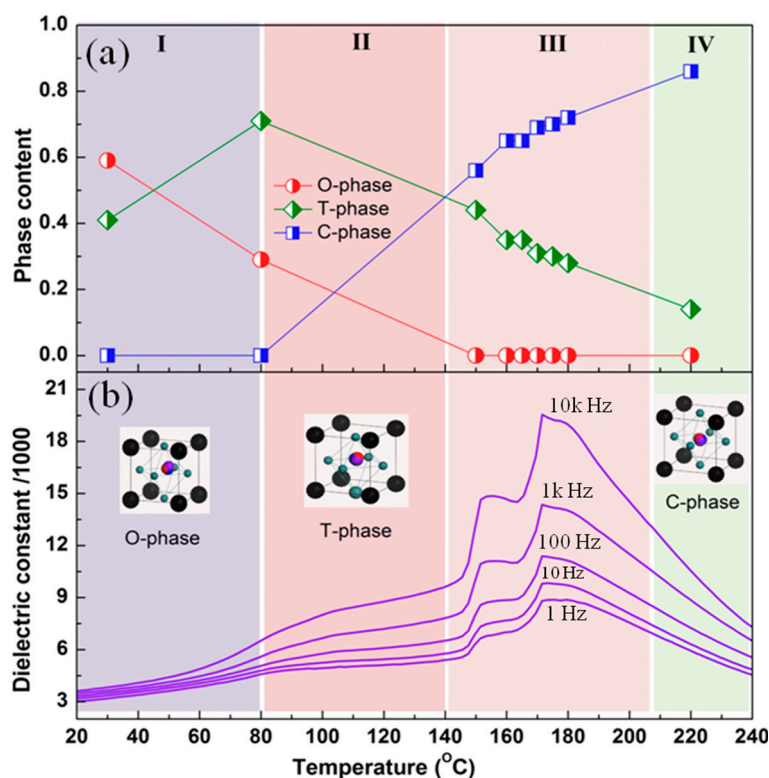 1.0
0.8
0.6
0.4
0.2
0.0
Phase content
(a)
I
II
III
IV
O-phase
T-phase
C-phase
21
18
15
12
9
6
3
Dielectric constant /1000
(b)
O-phase
T-phase
C-phase
10k Hz
1k Hz
100 Hz
10 Hz
1 Hz
20 40 60 80 100 120 140 160 180 200 220 240
Temperature (°C)